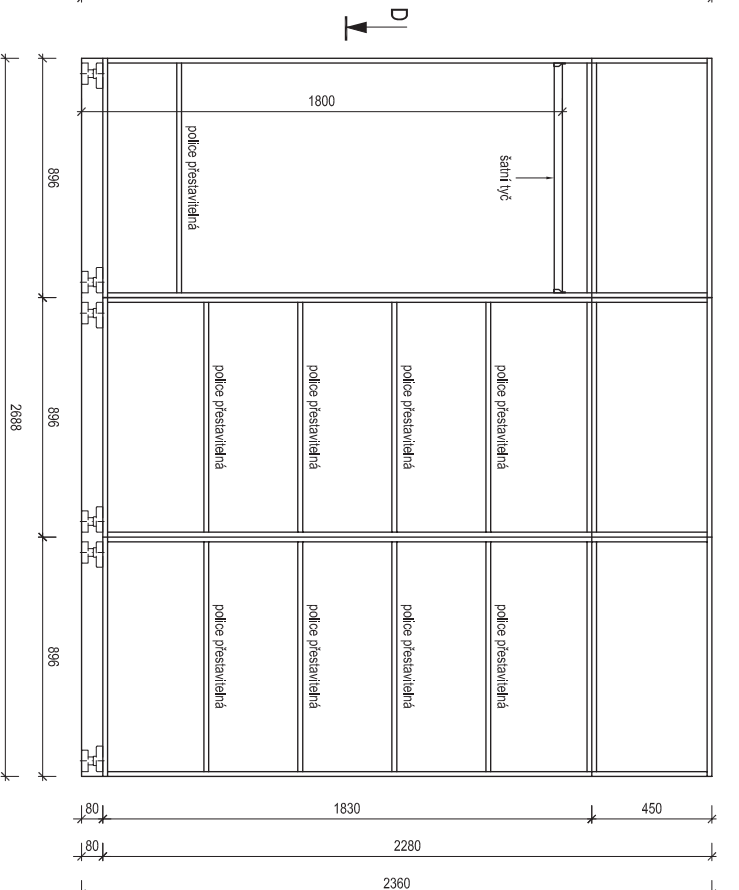 D
1800
police přestavitelná
šatní tyč
896
police přestavitelná
police přestavitelná
police přestavitelná
police přestavitelná
896
2688
police přestavitelná
police přestavitelná
police přestavitelná
police přestavitelná
896
80
1830
450
80
2280
2360